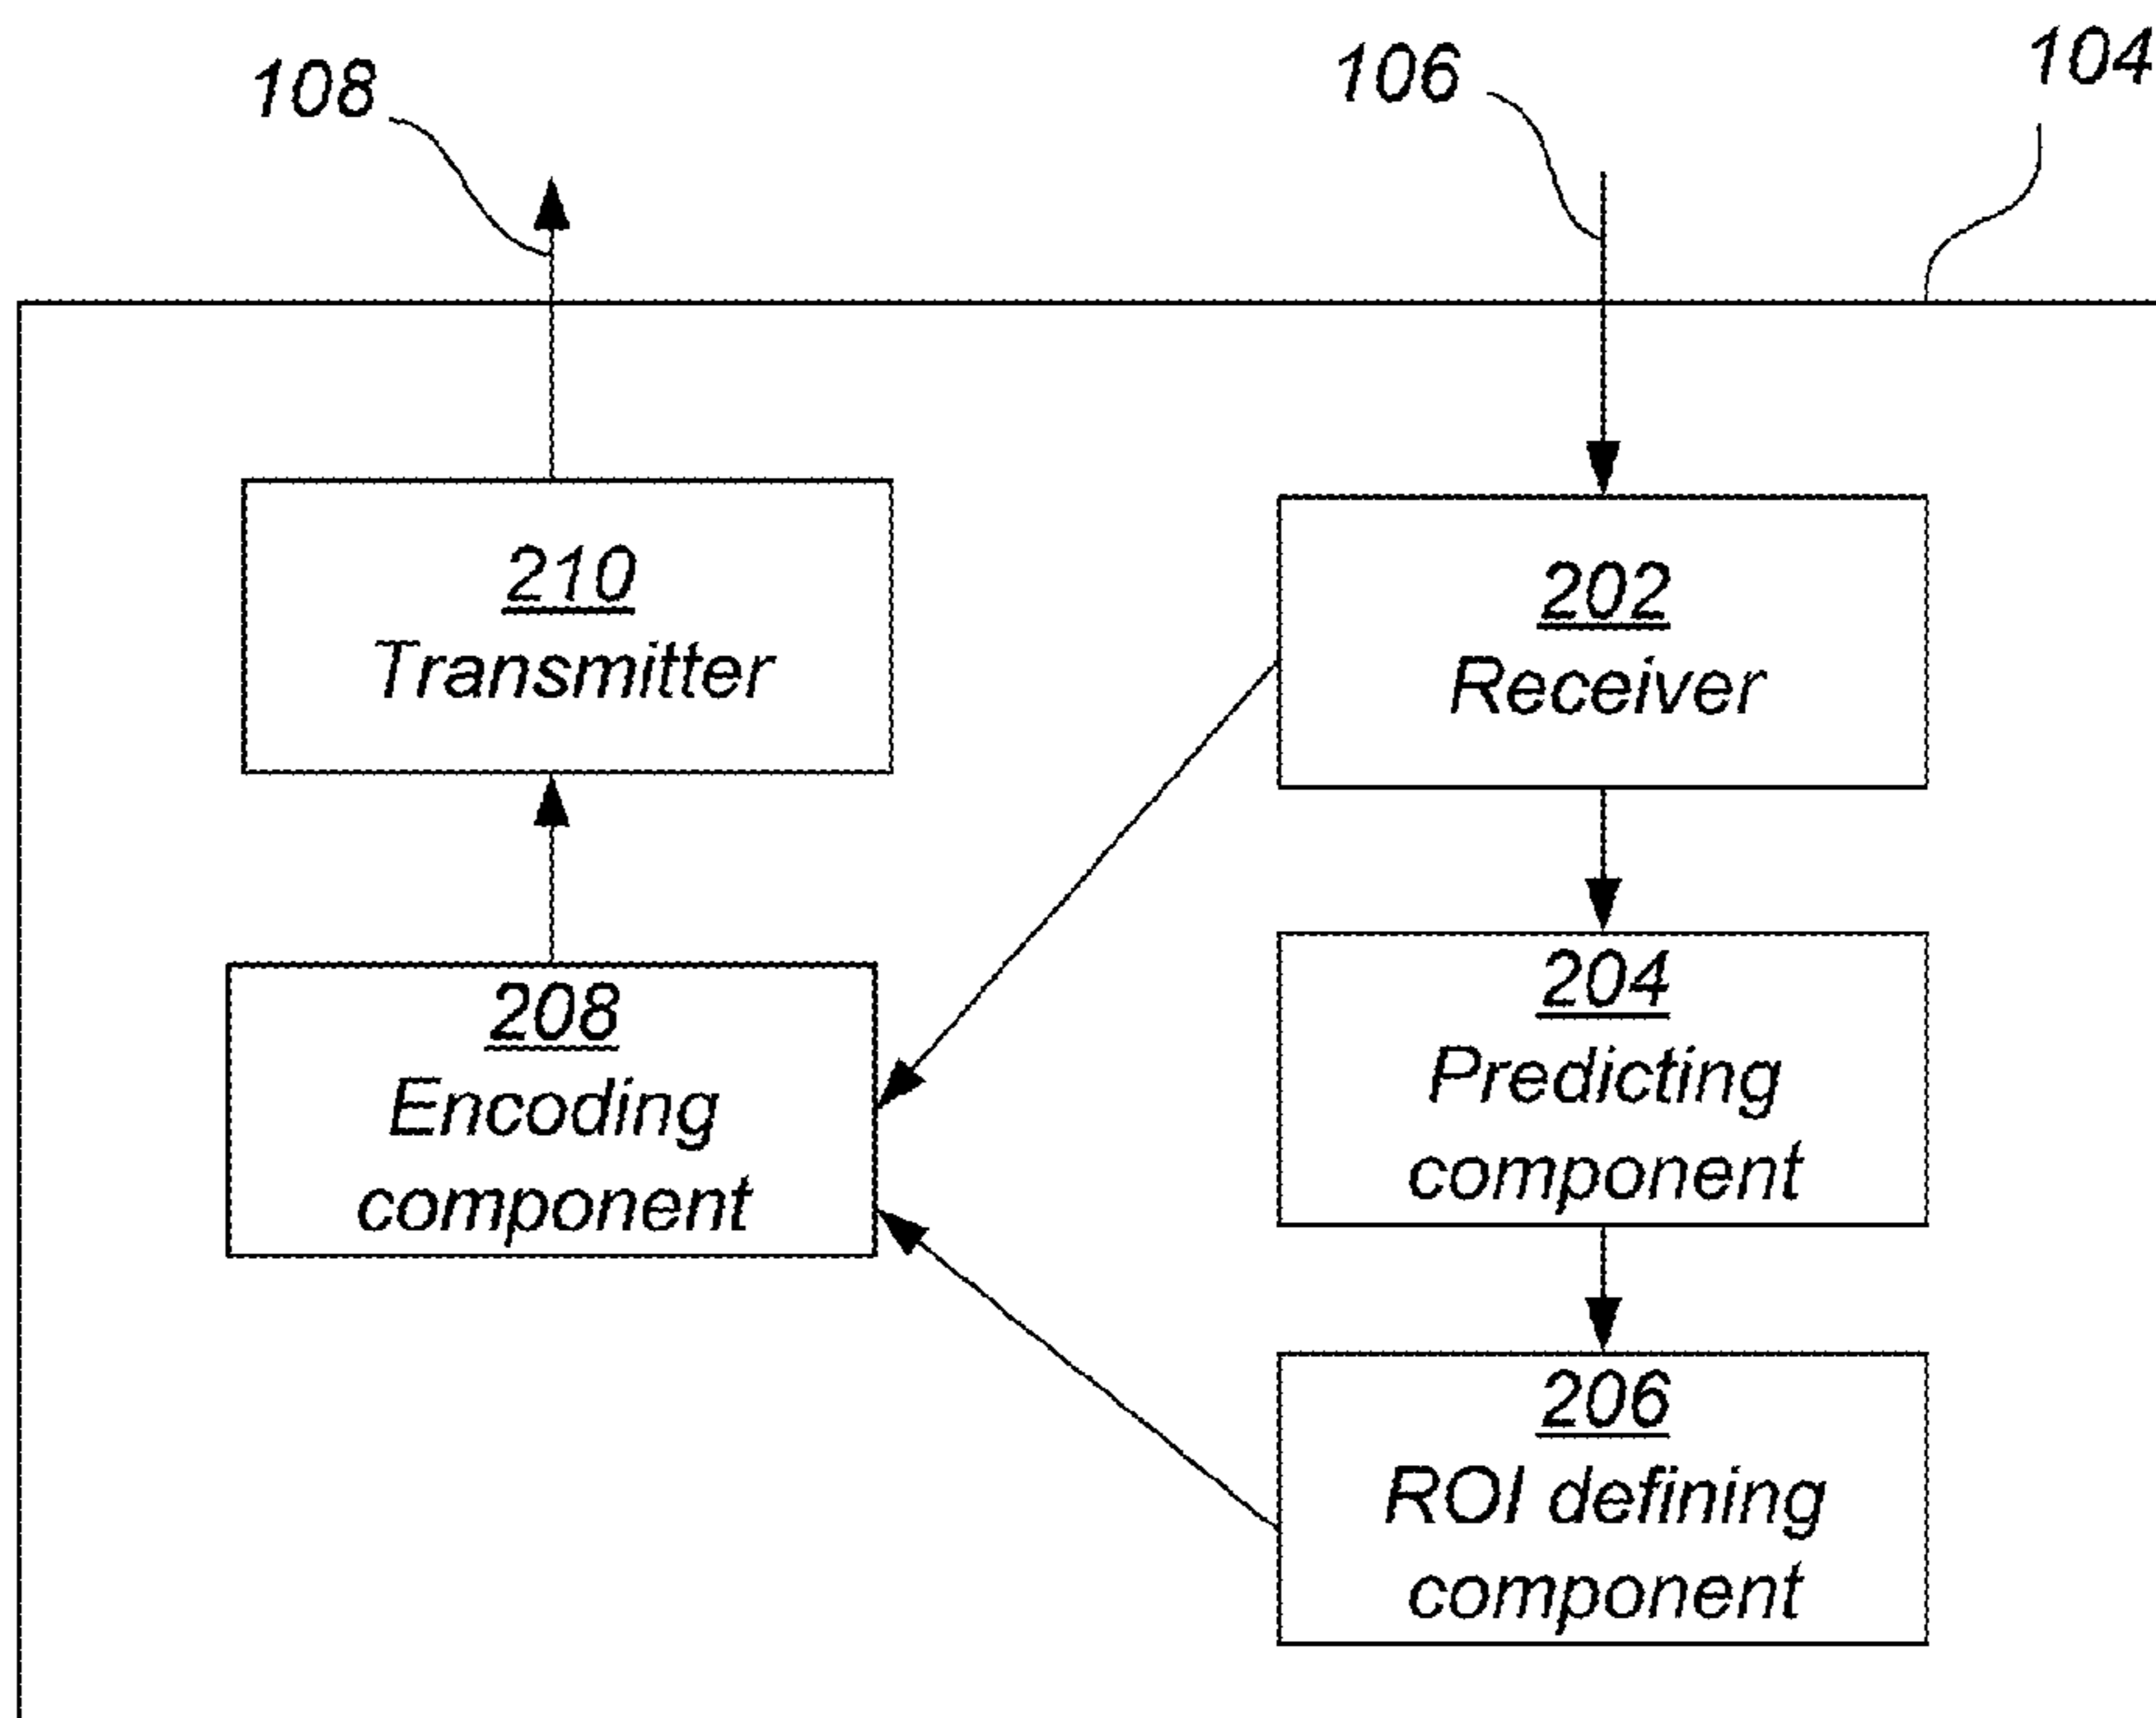 108
106
104
210
Transmitter
202
Receiver
208
Encoding
component
204
Predicting
component
206
ROI defining
component